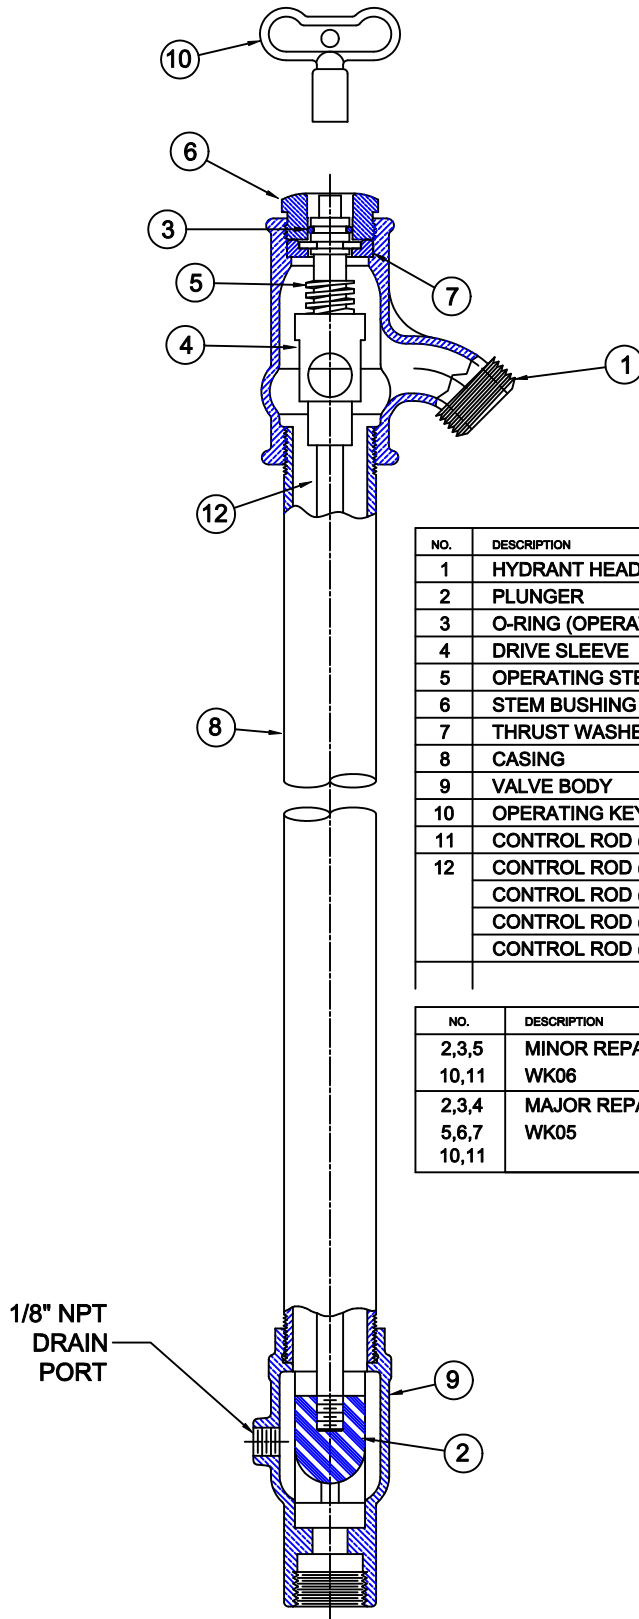 10
6
3
5
7
4
1
12
NO. DESCRIPTION
1 HYDRANT HEAD
2 PLUNGER
3 O-RING (OPERA
4 DRIVE SLEEVE
5 OPERATING STE
6 STEM BUSHING
7 THRUST WASHE
8 CASING
9 VALVE BODY
10 OPERATING KEY
11 CONTROL ROD
12 CONTROL ROD
CONTROL ROD
CONTROL ROD
CONTROL ROD
8
NO. DESCRIPTION
2,3,5 MINOR REPA
10,11 WK06
2,3,4 MAJOR REPA
5,6,7 WK05
10,11
1/8" NPT
DRAIN
PORT
9
2